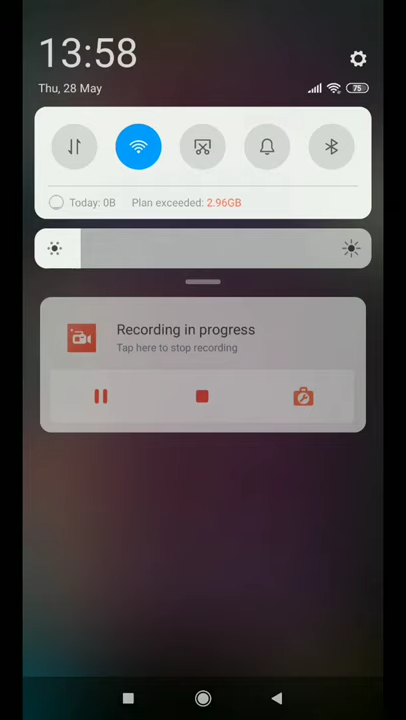 13:58
Thu, 28 May
75
Today: 0B Plan exceeded: 2.96GB
Recording in progress
Tap here to stop recording